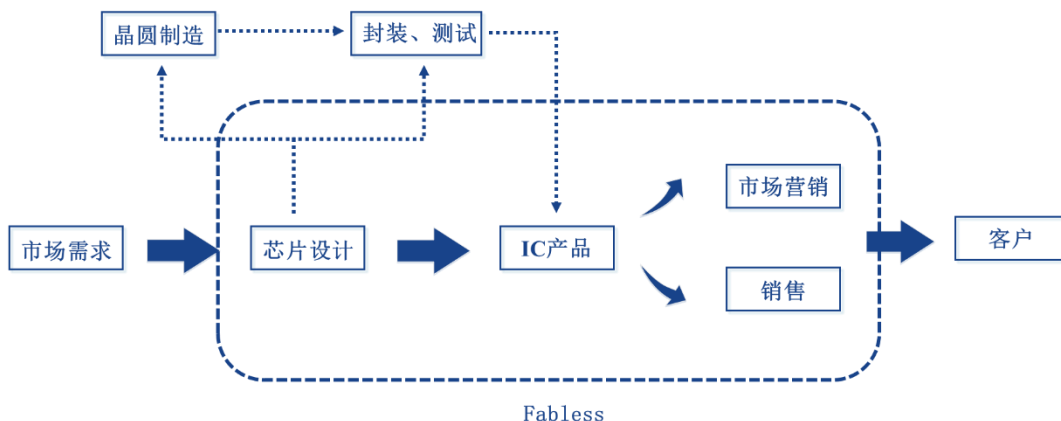 晶圆制造
封装、测试
市场营销
市场需求
芯片设计
IC产品
客户
销售
Fabless